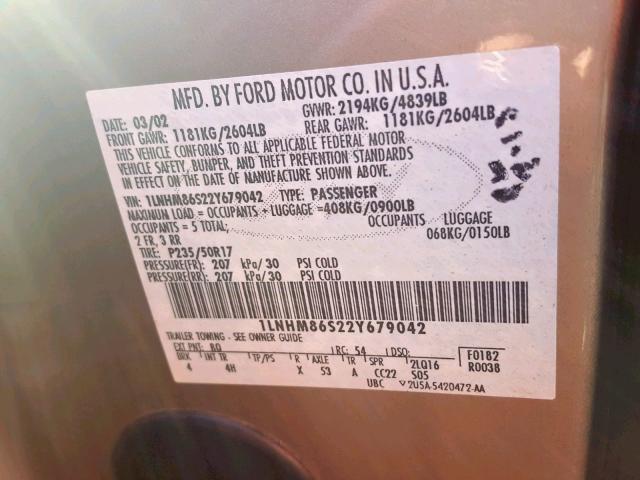 MFD. BY FORD MOTOR CO. IN U.S.A.
DATE: 03/02 GVWR: 2194KG/4839LB
FRONT GAWR: 1181KG/2604LB REAR GAWR: 1181KG/2604LB
THIS VEHICLE CONFORMS TO ALL APPLICABLE FEDERAL MOTOR
VEHICLE SAFETY, BUMPER, AND THEFT PREVENTION STANDARDS
IN EFFECT ON THE DATE OF MANUFACTURE SHOWN ABOVE.
VIN: 1LNHM86S22Y679042 TYPE: PASSENGER
MAXIMUM LOAD = OCCUPANTS + LUGGAGE =408KG/0900LB
OCCUPANTS = 5 TOTAL; OCCUPANTS LUGGAGE
2 FR, 3 RR 068KG/0150LB
TIRE: P235/50R17
PRESSURE(FR) 207 kPa/30 PSI COLD
PRESSURE(RR) 207 kPa/30 PSI COLD
1LNHM86S22Y679042
TRAILER TOWING - SEE OWNER GUIDE
EXT PNT: BQ RC: 54 DSO: F0182
BRK INT TR TP/PS R AXLE TR SPR 2LQ16 R0038
4 4H X 53 A CC22 S05
UBC V2U5A-5420472-AA